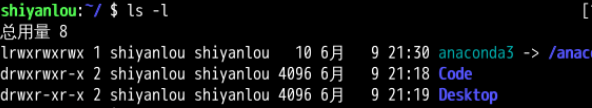 shiyanlou:~/ $ ls -l
总用量 8
lrwxrwxrwx 1 shiyanlou shiyanlou   10 6月   9 21:30 anaconda3 -> /anac
drwxrwxr-x 2 shiyanlou shiyanlou 4096 6月   9 21:18 Code
drwxr-xr-x 2 shiyanlou shiyanlou 4096 6月   9 21:19 Desktop